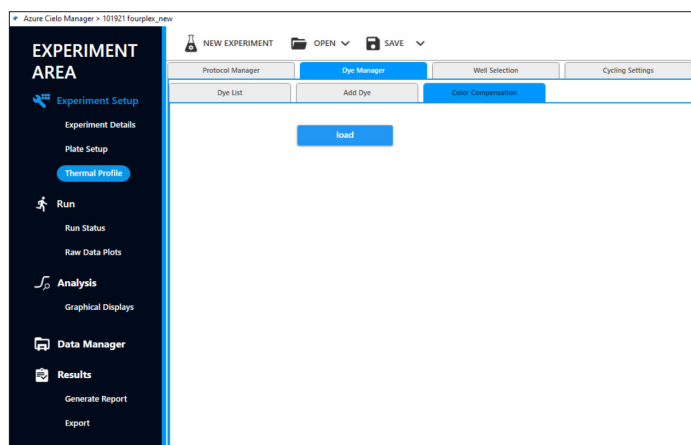 Azure Cielo Manager > 101921 fourplex_new
EXPERIMENT
AREA
Experiment Setup
Experiment Details
Plate Setup
Thermal Profile
Run
Run Status
Raw Data Plots
Analysis
Graphical Displays
Data Manager
Results
Generate Report
Export
NEW EXPERIMENT OPEN SAVE
Protocol Manager Dye Manager Well Selection Cycling Settings
Dye List Add Dye Color Compensation
load